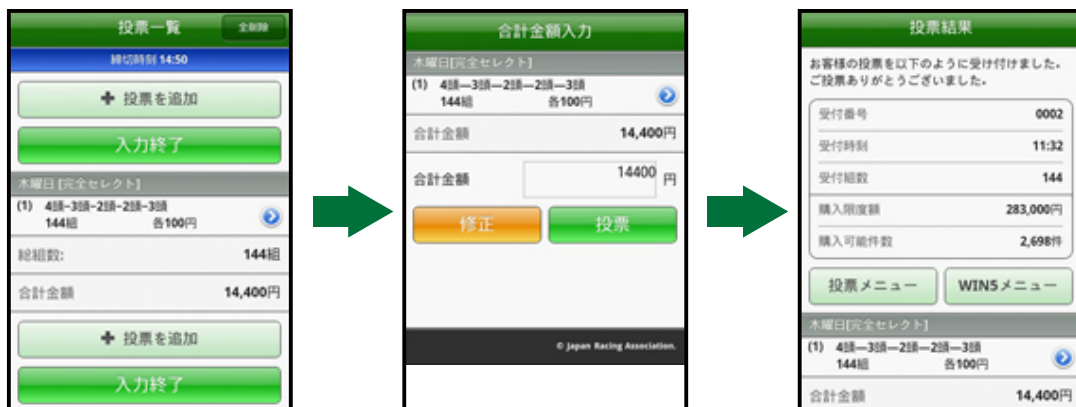 投票一覧
全削除
締切時刻 14:50
+ 投票を追加
入力終了
木曜日 [完全セレクト]
(1) 4頭-3頭-2頭-2頭-3頭
144組 各100円
総組数: 144組
合計金額 14,400円
+ 投票を追加
入力終了
合計金額入力
木曜日[完全セレクト]
(1) 4頭―3頭―2頭―2頭―3頭
144組 各100円
合計金額 14,400円
合計金額 14400 円
修正 投票
© Japan Racing Association.
投票結果
お客様の投票を以下のように受け付けました。
ご投票ありがとうございました。
受付番号 0002
受付時刻 11:32
受付組数 144
購入限度額 283,000円
購入可能件数 2,698件
投票メニュー WIN5メニュー
木曜日[完全セレクト]
(1) 4頭―3頭―2頭―2頭―3頭
144組 各100円
合計金額 14,400円